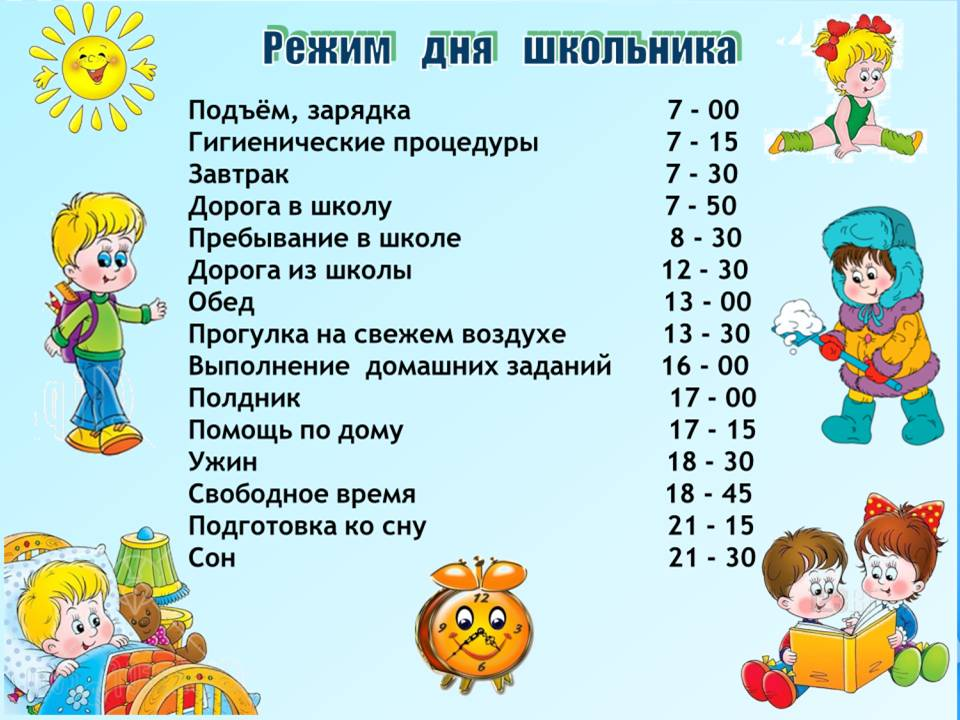 Режим дня школьника
Подъём, зарядка 7 - 00
Гигиенические процедуры 7 - 15
Завтрак 7 - 30
Дорога в школу 7 - 50
Пребывание в школе 8 - 30
Дорога из школы 12 - 30
Обед 13 - 00
Прогулка на свежем воздухе 13 - 30
Выполнение домашних заданий 16 - 00
Полдник 17 - 00
Помощь по дому 17 - 15
Ужин 18 - 30
Свободное время 18 - 45
Подготовка ко сну 21 - 15
Сон 21 - 30
12
9 3
6